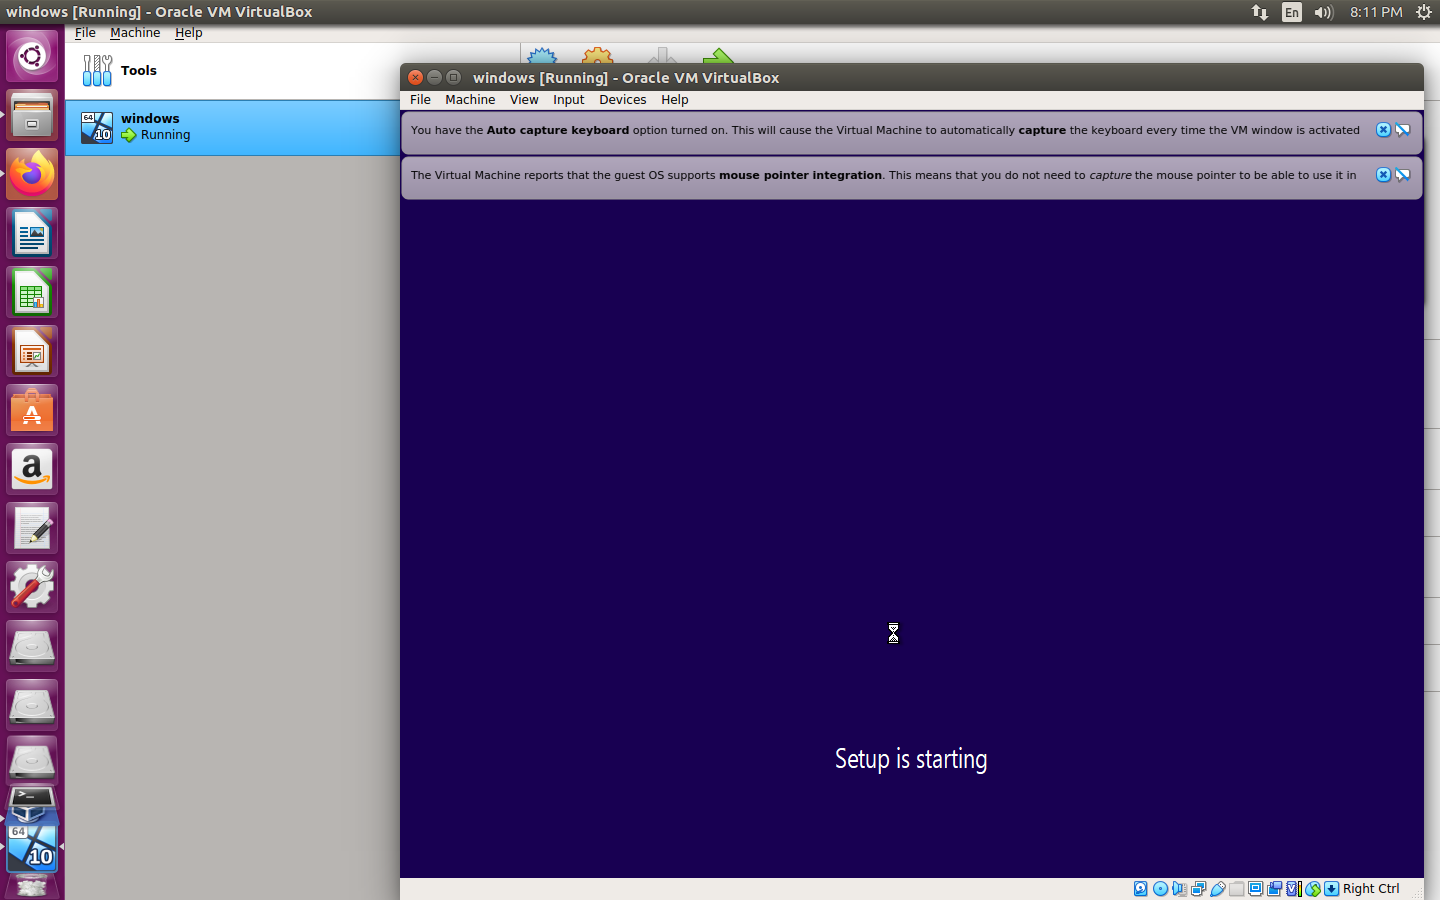 windows [Running] - Oracle VM VirtualBox
En
8:11 PM
File Machine Help
Tools
windows
Running
64
10
windows [Running] - Oracle VM VirtualBox
File Machine View Input Devices Help
You have the Auto capture keyboard option turned on. This will cause the Virtual Machine to automatically capture the keyboard every time the VM window is activated
The Virtual Machine reports that the guest OS supports mouse pointer integration. This means that you do not need to capture the mouse pointer to be able to use it in
Setup is starting
64
10
Right Ctrl